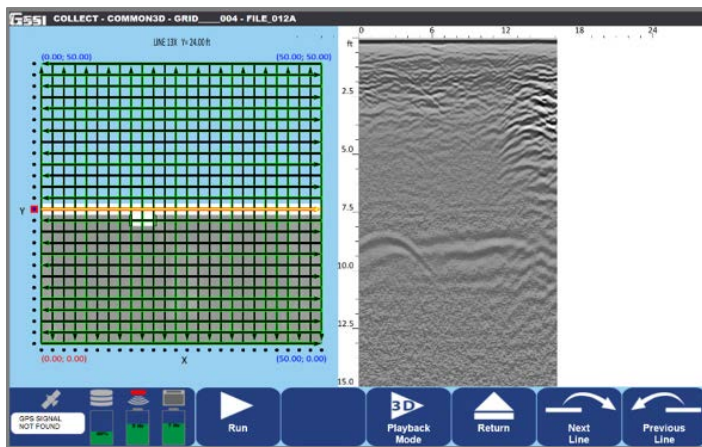 GSSI COLLECT - COMMON3D - GRID____004 - FILE_012A
LINE 13X Y= 24.00 ft
(0.00; 50.00) (50.00; 50.00)
Y
(0.00; 0.00) X (50.00; 0.00)
ft 0 6 12 18 24
2.5
5.0
7.5
10.0
12.5
15.0
GPS SIGNAL
NOT FOUND
Run
3D
Playback
Mode
Return
Next
Line
Previous
Line